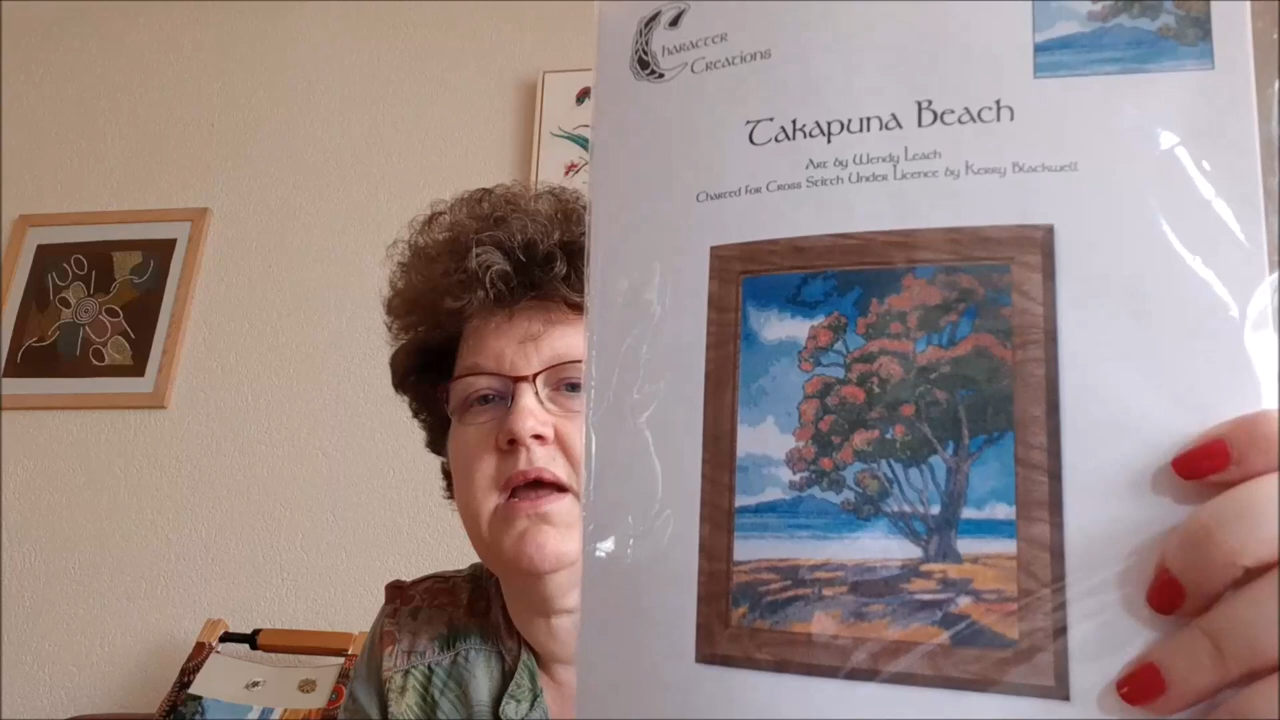 Character
Creations
Takapuna Beach
Art by Wendy Leach
Charted for Cross Stitch Under Licence by Kerry Blackwell